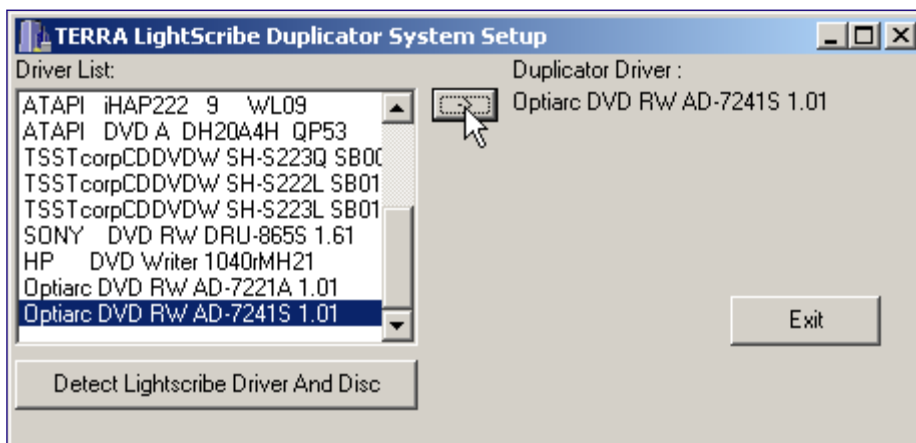 TERRA LightScribe Duplicator System Setup
Driver List:
Duplicator Driver :
ATAPI iHAP222 9 WL09
ATAPI DVD A DH20A4H QP53
TSSTcorpCDDVDW SH-S223Q SB00
TSSTcorpCDDVDW SH-S222L SB01
TSSTcorpCDDVDW SH-S223L SB01
SONY DVD RW DRU-865S 1.61
HP DVD Writer 1040rMH21
Optiarc DVD RW AD-7221A 1.01
Optiarc DVD RW AD-7241S 1.01
->
Optiarc DVD RW AD-7241S 1.01
Exit
Detect Lightscribe Driver And Disc